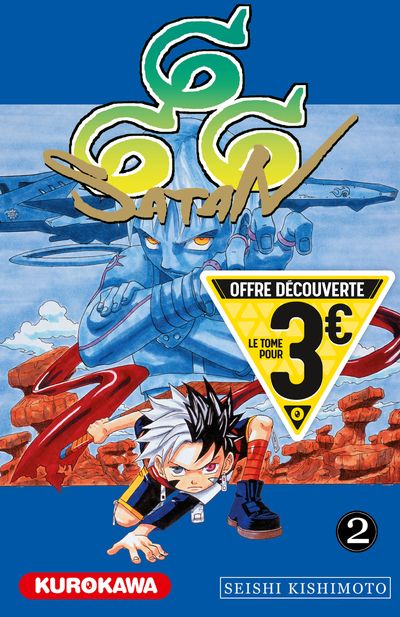 666
SATAN
OFFRE DÉCOUVERTE
LE TOME
POUR
3€
2
KUROKAWA
SEISHI KISHIMOTO